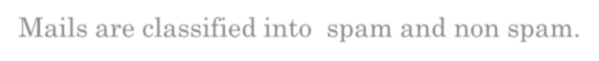 Mails are classified into  spam and non spam.